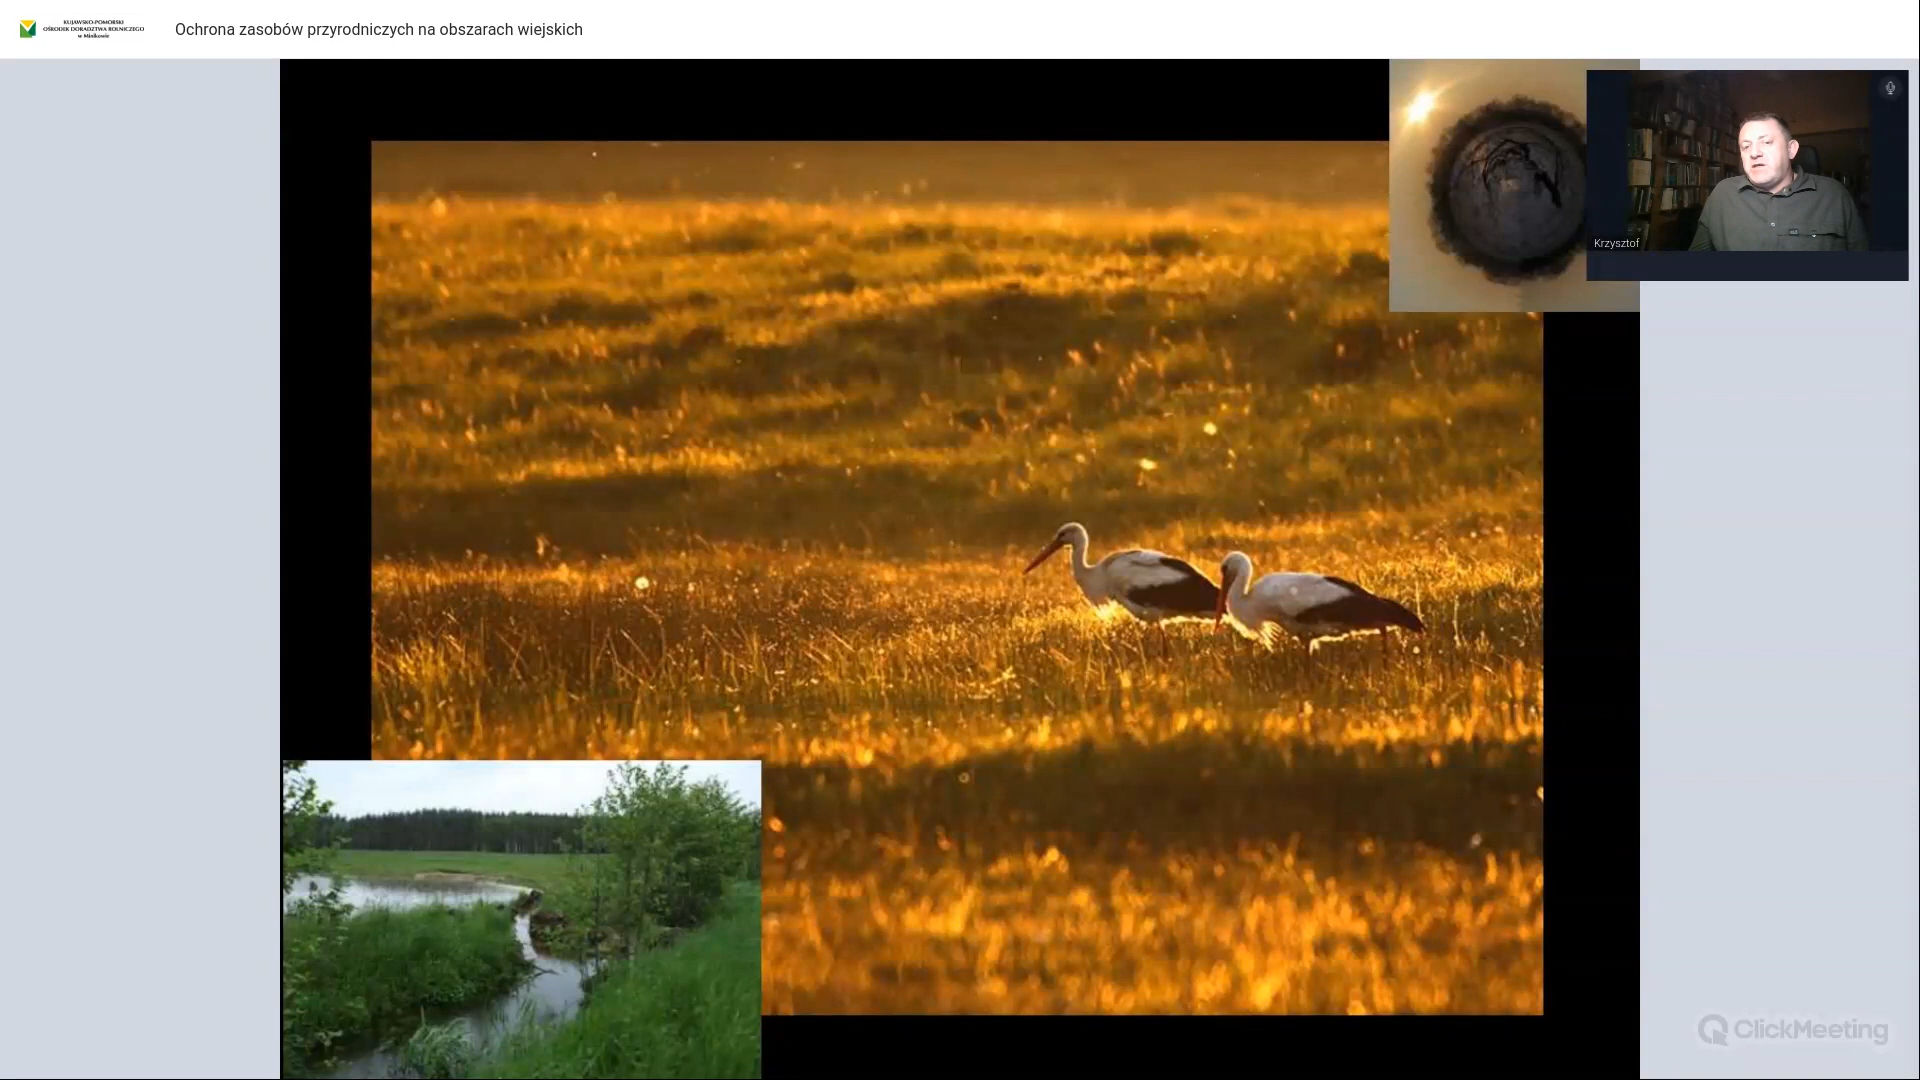 KUJAWSKO-POMORSKI
OŚRODEK DORADZTWA ROLNICZEGO
w Minikowie
Ochrona zasobów przyrodniczych na obszarach wiejskich
Krzysztof
ClickMeeting